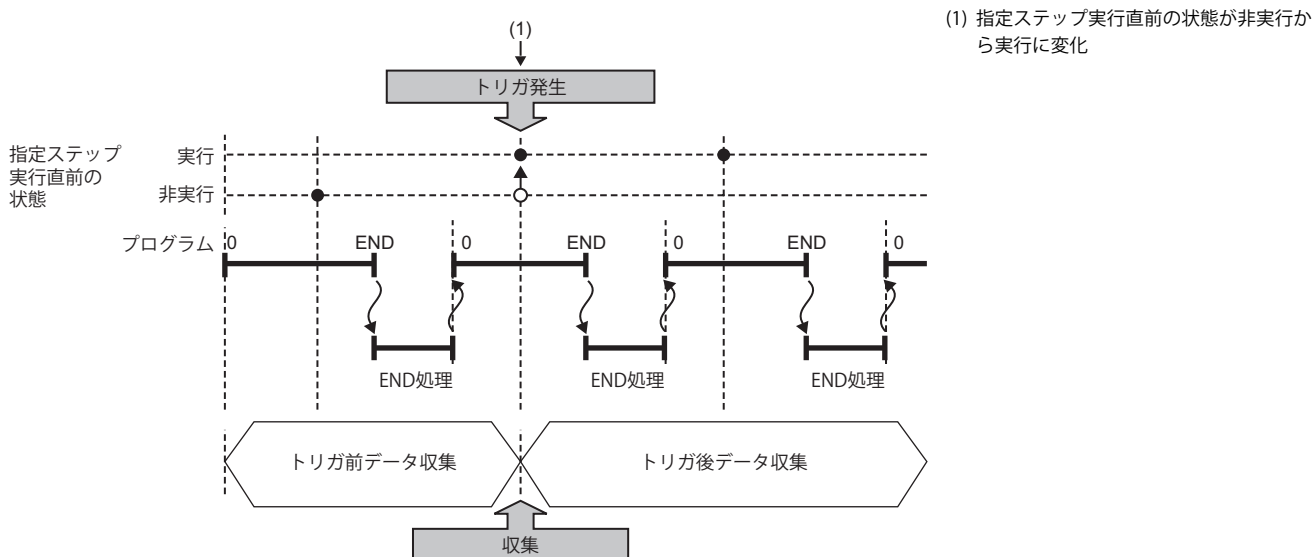 (1) 指定ステップ実行直前の状態が非実行か
ら実行に変化
(1)
トリガ発生
指定ステップ
実行直前の
状態
実行
非実行
プログラム 0 END 0 END 0 END 0
END処理 END処理 END処理
トリガ前データ収集 トリガ後データ収集
収集